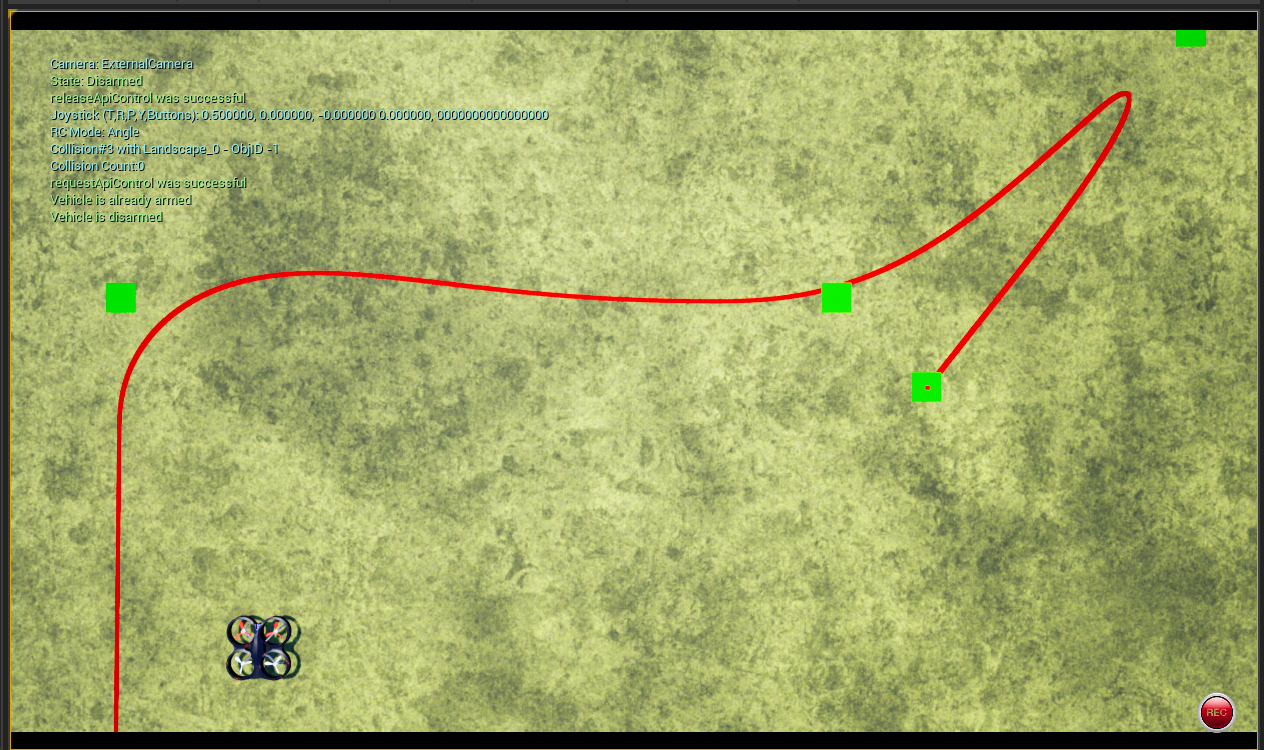 Camera: ExternalCamera
State: Disarmed
releaseApiControl was successful
Joystick (T,R,P,Y,Buttons): 0.500000, 0.000000, -0.000000 0.000000, 0000000000000000
RC Mode: Angle
Collision#3 with Landscape_0 - ObjID -1
Collision Count:0
requestApiControl was successful
Vehicle is already armed
Vehicle is disarmed
REC